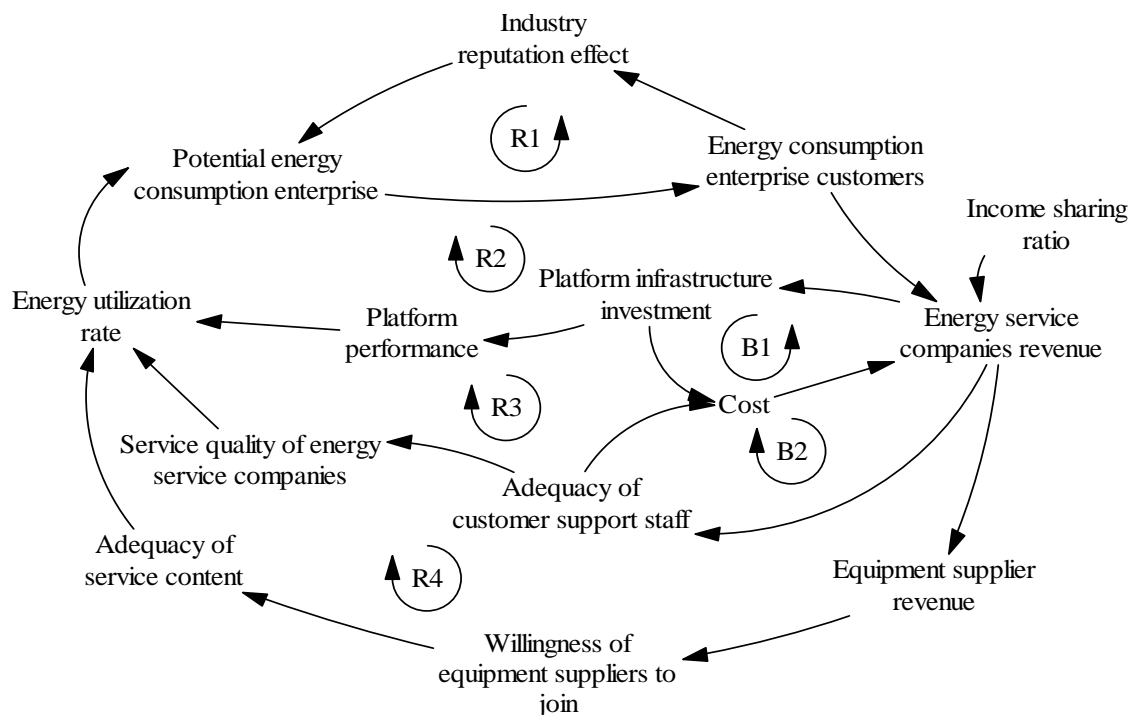 Industry
reputation effect
R1
Potential energy
consumption enterprise
Energy consumption
enterprise customers
Income sharing
ratio
R2
Platform infrastructure
investment
Energy utilization
rate
Platform
performance
Energy service
companies revenue
B1
R3
Cost
Service quality of energy
service companies
B2
Adequacy of
customer support staff
Adequacy of
service content
R4
Equipment supplier
revenue
Willingness of
equipment suppliers to
join